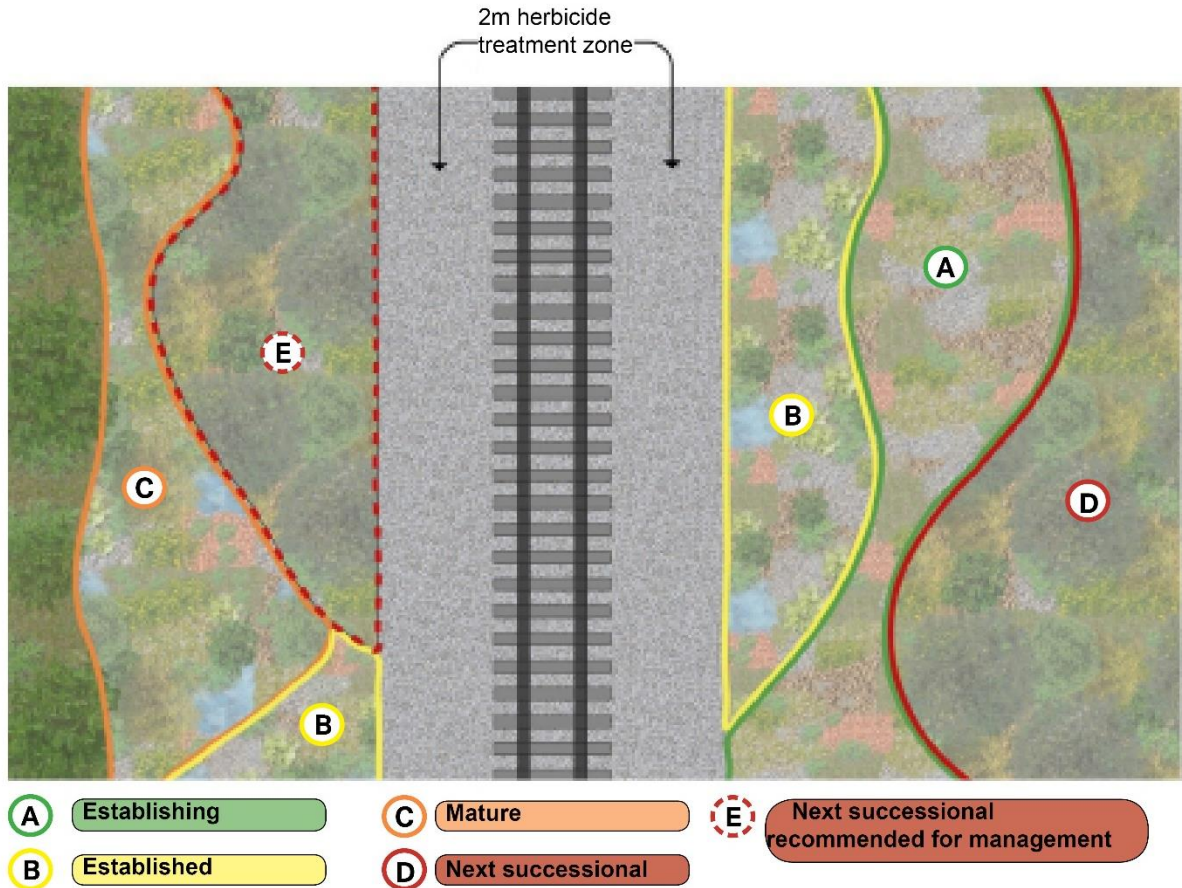 2m herbicide
treatment zone
A
E
B
C
D
B
A Establishing
B Established
C Mature
D Next successional
E Next successional
recommended for management